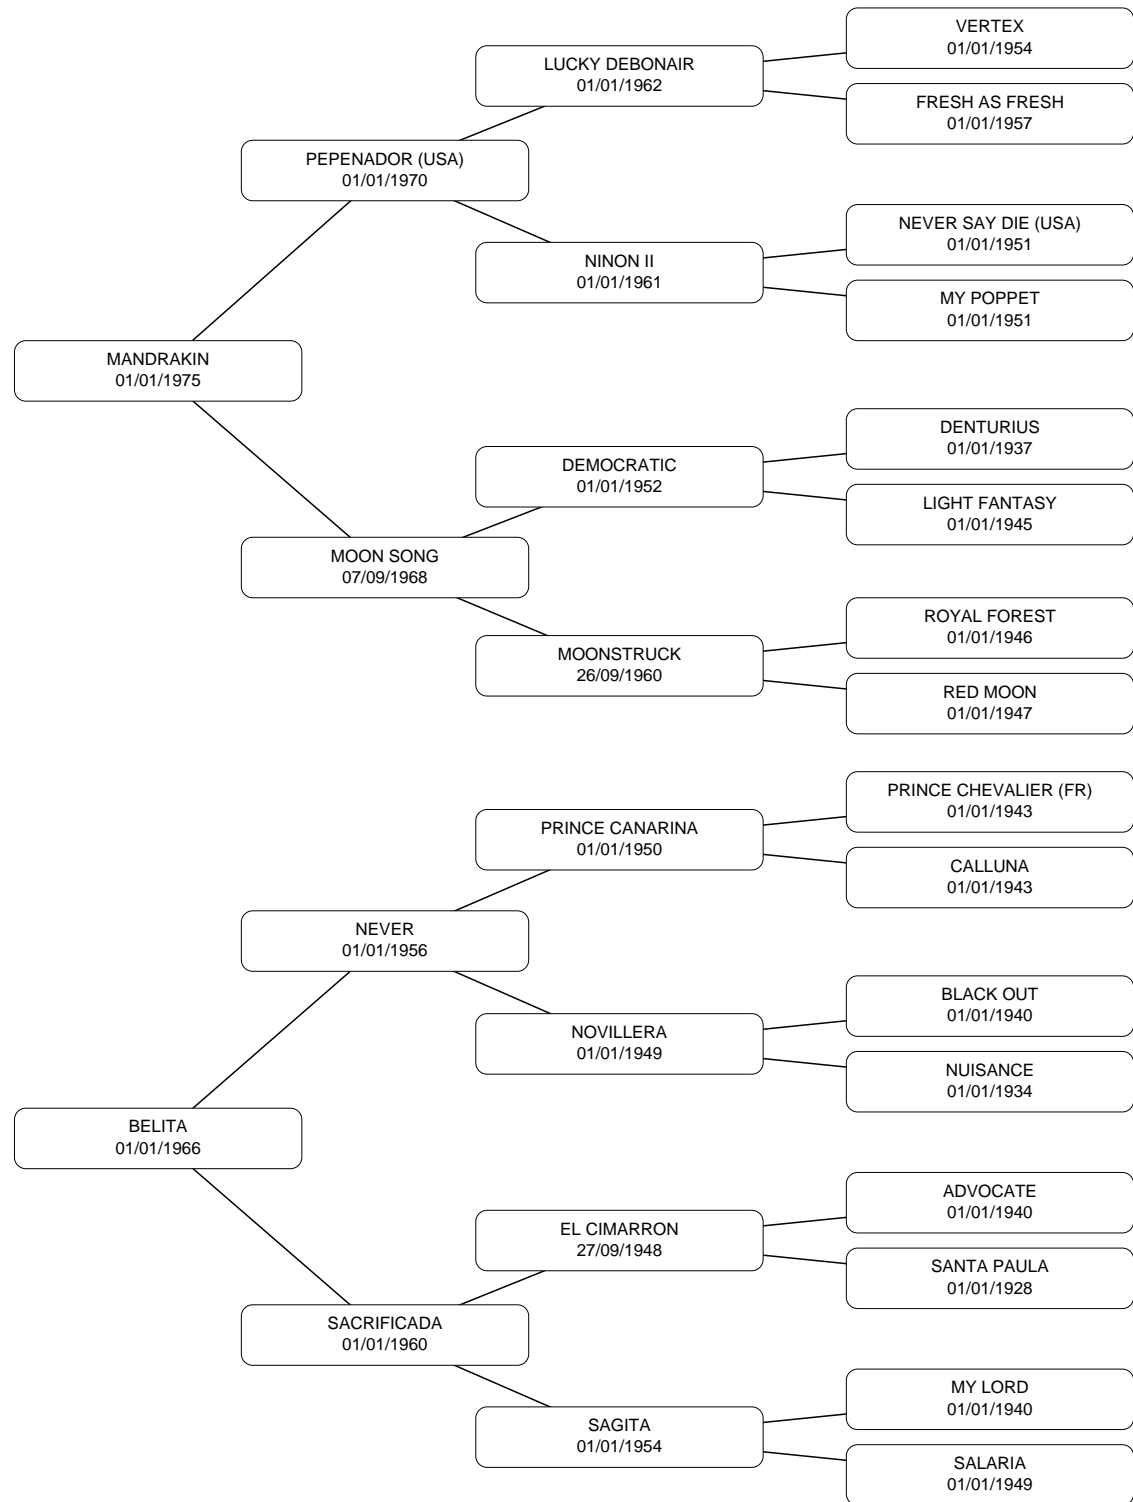 VERTEX
01/01/1954
LUCKY DEBONAIR
01/01/1962
FRESH AS FRESH
01/01/1957
PEPENADOR (USA)
01/01/1970
NEVER SAY DIE (USA)
01/01/1951
NINON II
01/01/1961
MY POPPET
01/01/1951
MANDRAKIN
01/01/1975
DENTURIUS
01/01/1937
DEMOCRATIC
01/01/1952
LIGHT FANTASY
01/01/1945
MOON SONG
07/09/1968
ROYAL FOREST
01/01/1946
MOONSTRUCK
26/09/1960
RED MOON
01/01/1947
PRINCE CHEVALIER (FR)
01/01/1943
PRINCE CANARINA
01/01/1950
CALLUNA
01/01/1943
NEVER
01/01/1956
BLACK OUT
01/01/1940
NOVILLERA
01/01/1949
NUISANCE
01/01/1934
BELITA
01/01/1966
ADVOCATE
01/01/1940
EL CIMARRON
27/09/1948
SANTA PAULA
01/01/1928
SACRIFICADA
01/01/1960
MY LORD
01/01/1940
SAGITA
01/01/1954
SALARIA
01/01/1949